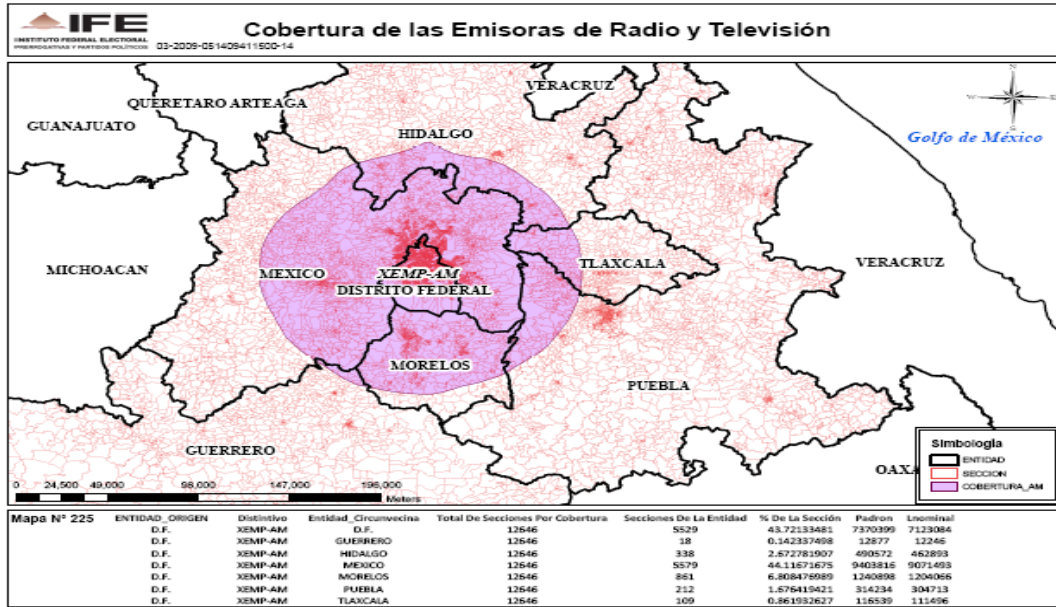 IFE
INSTITUTO FEDERAL ELECTORAL
PRERROGATIVAS Y PARTIDOS POLÍTICOS
03-2009-051409411500-14
Cobertura de las Emisoras de Radio y Televisión
VERACRUZ
QUERETARO ARTEAGA
GUANAJUATO
HIDALGO
N
W E
S
Golfo de México
MICHOACAN
MEXICO
XEMP-AM
DISTRITO FEDERAL
TLAXCALA
VERACRUZ
MORELOS
PUEBLA
GUERRERO
OAXA
0 24,500 49,000 98,000 147,000 196,000
Meters
Simbología
ENTIDAD
SECCION
COBERTURA_AM
Mapa N° 225 ENTIDAD_ORIGEN Distintivo Entidad_Circunvecina Total De Secciones Por Cobertura Secciones De La Entidad % De La Sección Padron Lnominal
D.F. XEMP-AM D.F. 12646 5529 43.72133481 7370399 7123084
D.F. XEMP-AM GUERRERO 12646 18 0.142337498 12877 12246
D.F. XEMP-AM HIDALGO 12646 338 2.672781907 490572 462893
D.F. XEMP-AM MEXICO 12646 5579 44.11671675 9403816 9071493
D.F. XEMP-AM MORELOS 12646 861 6.808476989 1240898 1204066
D.F. XEMP-AM PUEBLA 12646 212 1.676419421 314234 304713
D.F. XEMP-AM TLAXCALA 12646 109 0.861932627 116539 111496